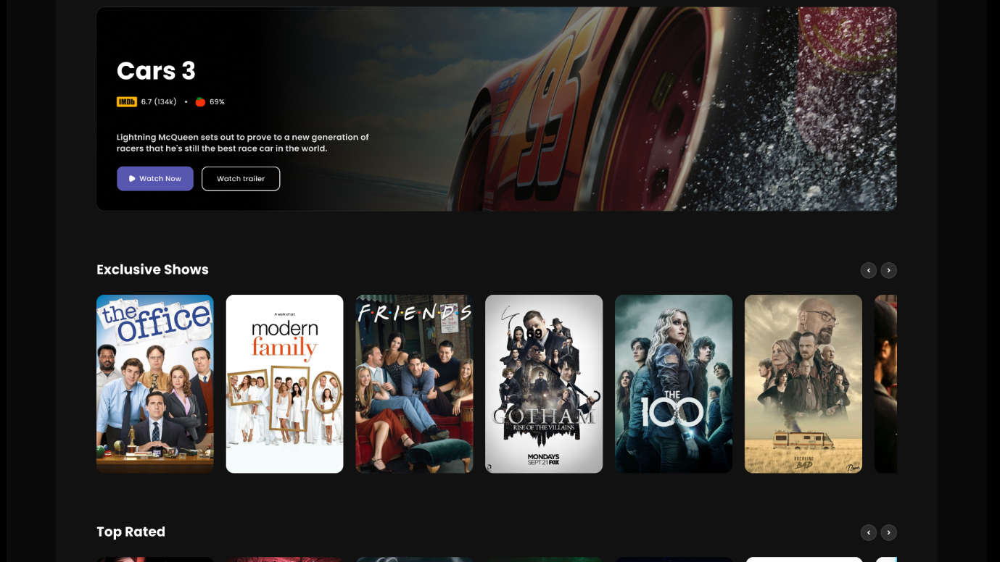 Cars 3
IMDb 6.7 (134k) • 69%
Lightning McQueen sets out to prove to a new generation of
racers that he's still the best race car in the world.
Watch Now
Watch trailer
95
Exclusive Shows
the
office
A work of art.
modern
family
F•R•I•E•N•D•S
69
GOTHAM
RISE OF THE VILLAINS
MONDAYS
SEPT 21 FOX
THE
100
BREAKING
BAD
Top Rated